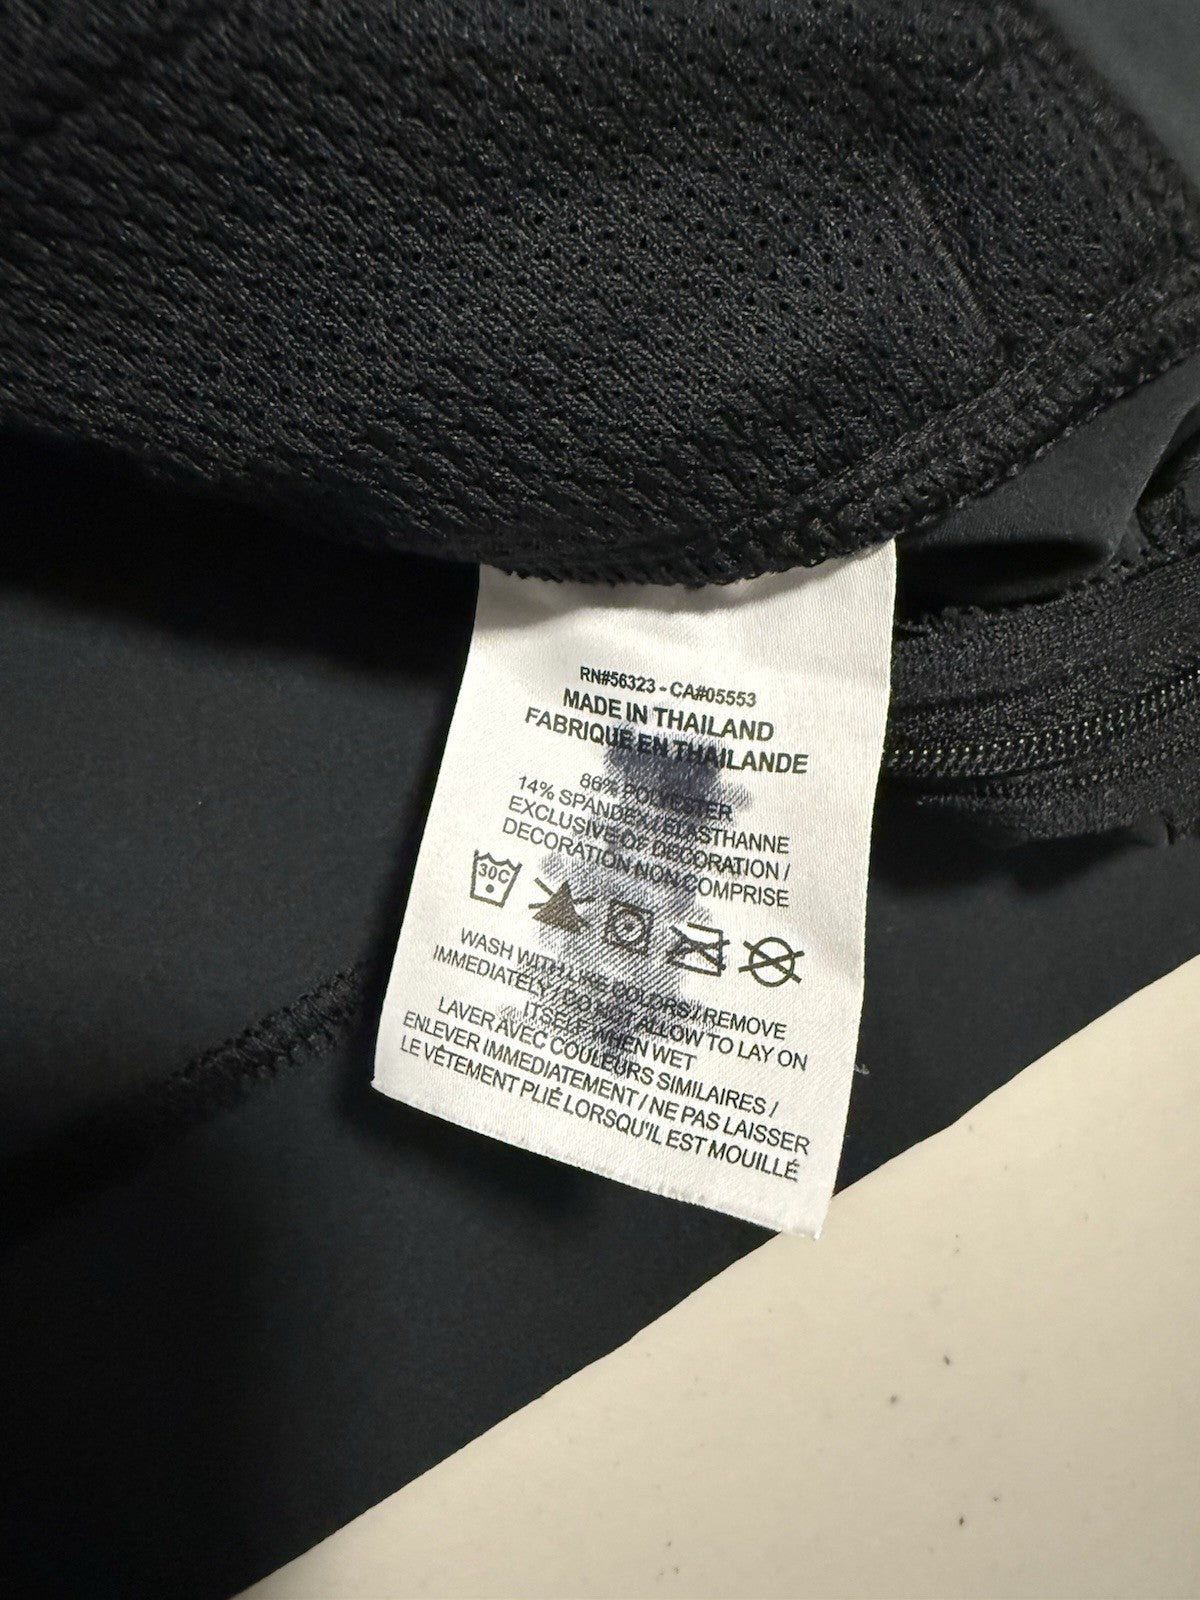 RN#56323 - CA#05553
MADE IN THAILAND
FABRIQUE EN THAILANDE
86% POLYESTER
14% SPANDEX / ELASTHANNE
EXCLUSIVE OF DECORATION /
DECORATION NON COMPRISE
30C
WASH WITH LIKE COLORS / REMOVE
IMMEDIATELY / DO NOT ALLOW TO LAY ON
ITSELF WHEN WET
LAVER AVEC COULEURS SIMILAIRES /
ENLEVER IMMEDIATEMENT / NE PAS LAISSER
LE VÊTEMENT PLIÉ LORSQU'IL EST MOUILLÉ